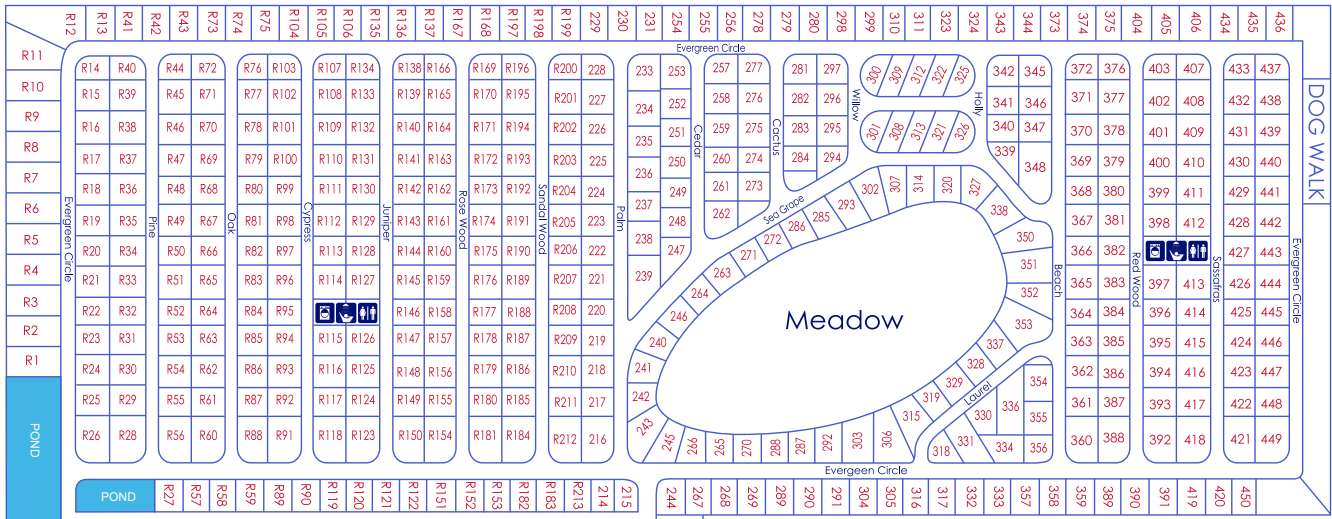 R12 R13 R41 R42 R43 R74 R75 R104 R105 R106 R135 R136 R137 R167 R168 R197 R198 R199 229 230 231 254 255 256 278 279 280 298 299 310 311 323 324 343 344 373 374 375 404 405 406 434 435 436
Evergreen Circle
R11
R10
R9
R8
R7
R6
R5
R4
R3
R2
R1
POND
Evergreen Circle
R14 R40
R15 R39
R16 R38
R17 R37
R18 R36
R19 R35
R20 R34
R21 R33
R22 R32
R23 R31
R24 R30
R25 R29
R26 R28
Pine
R44 R72
R45 R71
R46 R70
R47 R69
R48 R68
R49 R67
R50 R66
R51 R65
R52 R64
R53 R63
R54 R62
R55 R61
R56 R60
Oak
R76 R103
R77 R102
R78 R101
R79 R100
R80 R99
R81 R98
R82 R97
R83 R96
R84 R95
R85 R94
R86 R93
R87 R92
R88 R91
Cypress
R107 R134
R108 R133
R109 R132
R110 R131
R111 R130
R112 R129
R113 R128
R114 R127
R115 R126
R116 R125
R117 R124
R118 R123
Juniper
R138 R166
R139 R165
R140 R164
R141 R163
R142 R162
R143 R161
R144 R160
R145 R159
R146 R158
R147 R157
R148 R156
R149 R155
R150 R154
Rose Wood
R169 R196
R170 R195
R171 R194
R172 R193
R173 R192
R174 R191
R175 R190
R176 R189
R177 R188
R178 R187
R179 R186
R180 R185
R181 R184
Sandal Wood
R200 228
R201 227
R202 226
R203 225
R204 224
R205 223
R206 222
R207 221
R208 220
R209 219
R210 218
R211 217
R212 216
Palm
233 253
234 252
235 251
236 250
237 249
238 248
239 247
Cedar
257 277
258 276
259 275
260 274
261 273
262
Cactus
281 297
282 296
283 295
284 294
Willow
300 309 312 322 325
301 308 313 321 326
Holly
342 345
341 346
340 347
339 348
Sea Grape
243 242 241 240 246 264 263 271 272 286 285 293 302 307 314 320 327 338 350 351 352 353 337 328 329 319 315 306 303 292 287 288 270 265 266 245
Meadow
Beach
Laurel
354
336 355
330
318 331 334 356
Evergreen Circle
372 376
371 377
370 378
369 379
368 380
367 381
366 382
365 383
364 384
363 385
362 386
361 387
360 388
Red Wood
403 407
402 408
401 409
400 410
399 411
398 412
397 413
396 414
395 415
394 416
393 417
392 418
Sassafras
433 437
432 438
431 439
430 440
429 441
428 442
427 443
426 444
425 445
424 446
423 447
422 448
421 449
Evergreen Circle
DOG WALK
POND
R27 R57 R58 R59 R89 R90 R119 R120 R121 R122 R151 R152 R153 R182 R183 R213 214 215
244 267 268 269 289 290 291 304 305 316 317 332 333 357 358 359 389 390 391 419 420 450